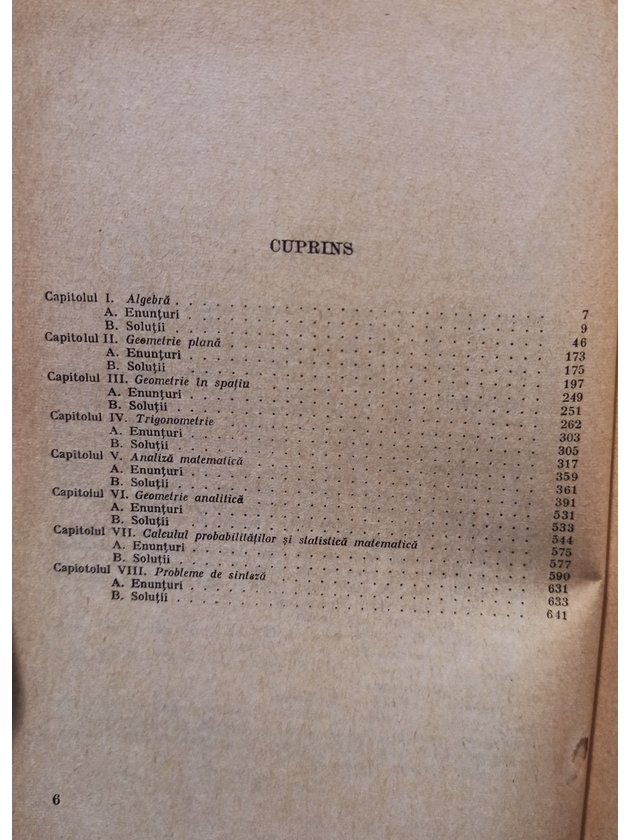 CUPRINS
Capitolul I. Algebră . . . . . . . . . . . . . . . . 7
A. Enunțuri . . . . . . . . . . . . . . . . 9
B. Soluții . . . . . . . . . . . . . . . . 46
Capitolul II. Geometrie plană . . . . . . . . . . . . . . . . 173
A. Enunțuri . . . . . . . . . . . . . . . . 175
B. Soluții . . . . . . . . . . . . . . . . 197
Capitolul III. Geometrie în spațiu . . . . . . . . . . . . . . . . 249
A. Enunțuri . . . . . . . . . . . . . . . . 251
B. Soluții . . . . . . . . . . . . . . . . 262
Capitolul IV. Trigonometrie . . . . . . . . . . . . . . . . 303
A. Enunțuri . . . . . . . . . . . . . . . . 305
B. Soluții . . . . . . . . . . . . . . . . 317
Capitolul V. Analiză matematică . . . . . . . . . . . . . . . . 359
A. Enunțuri . . . . . . . . . . . . . . . . 361
B. Soluții . . . . . . . . . . . . . . . . 391
Capitolul VI. Geometrie analitică . . . . . . . . . . . . . . . . 531
A. Enunțuri . . . . . . . . . . . . . . . . 533
B. Soluții . . . . . . . . . . . . . . . . 544
Capitolul VII. Calculul probabilităților și statistică matematică . . . . . . 575
A. Enunțuri . . . . . . . . . . . . . . . . 577
B. Soluții . . . . . . . . . . . . . . . . 590
Capiotolul VIII. Probleme de sinteză . . . . . . . . . . . . . . . . 631
A. Enunțuri . . . . . . . . . . . . . . . . 633
B. Soluții . . . . . . . . . . . . . . . . 641
6